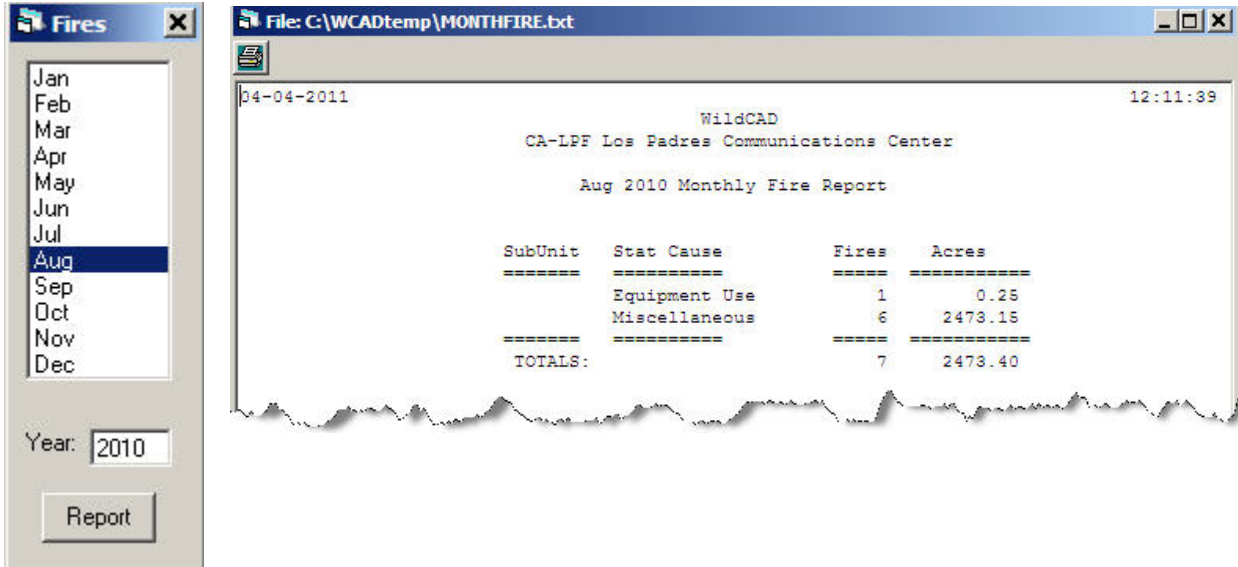 Fires
Jan
Feb
Mar
Apr
May
Jun
Jul
Aug
Sep
Oct
Nov
Dec
Year: 2010
Report
File: C:\WCADtemp\MONTHFIRE.txt
04-04-2011 12:11:39
WildCAD
CA-LPF Los Padres Communications Center
Aug 2010 Monthly Fire Report
SubUnit Stat Cause Fires Acres
======= ========== ===== ===========
Equipment Use 1 0.25
Miscellaneous 6 2473.15
======= ========== ===== ===========
TOTALS: 7 2473.40